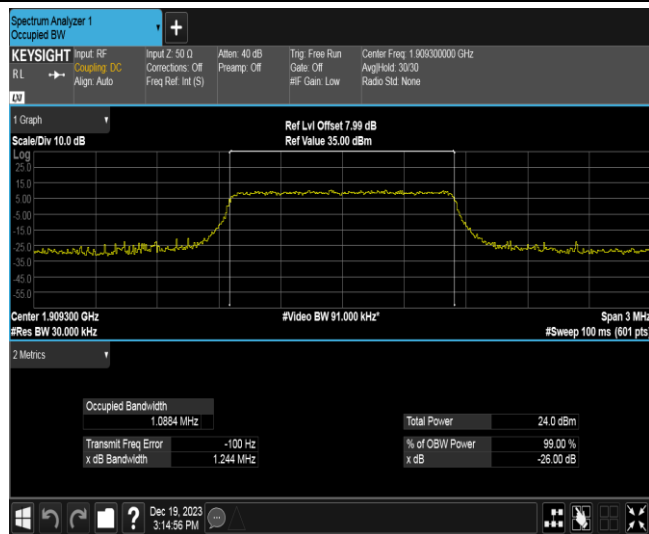 Spectrum Analyzer 1
Occupied BW
+
KEYSIGHT Input: RF Input Z: 50 Ω Atten: 40 dB Trig: Free Run Center Freq: 1.909300000 GHz
RL Coupling: DC Corrections: Off Preamp: Off Gate: Off Avg|Hold: 30/30
Align: Auto Freq Ref: Int (S) #IF Gain: Low Radio Std: None
1 Graph
Scale/Div 10.0 dB
Ref Lvl Offset 7.99 dB
Ref Value 35.00 dBm
Log
25.0
15.0
5.00
-5.00
-15.0
-25.0
-35.0
-45.0
-55.0
Center 1.909300 GHz #Video BW 91.000 kHz* Span 3 MHz
#Res BW 30.000 kHz #Sweep 100 ms (601 pts)
2 Metrics
Occupied Bandwidth
1.0884 MHz
Total Power 24.0 dBm
Transmit Freq Error -100 Hz % of OBW Power 99.00 %
x dB Bandwidth 1.244 MHz x dB -26.00 dB
?
Dec 19, 2023
3:14:56 PM